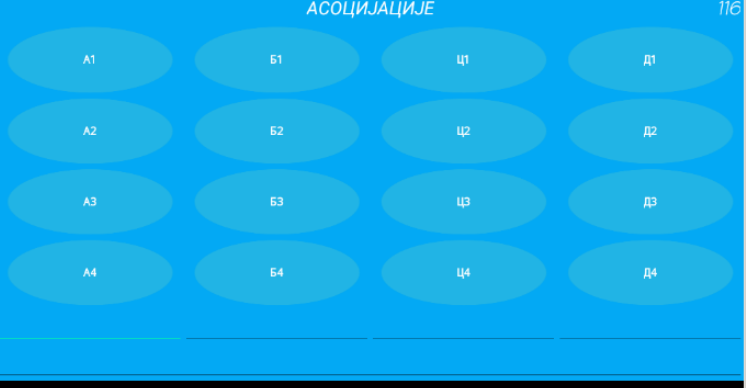 АСОЦИЈАЦИЈЕ 116
А1 Б1 Ц1 Д1
А2 Б2 Ц2 Д2
А3 Б3 Ц3 Д3
А4 Б4 Ц4 Д4